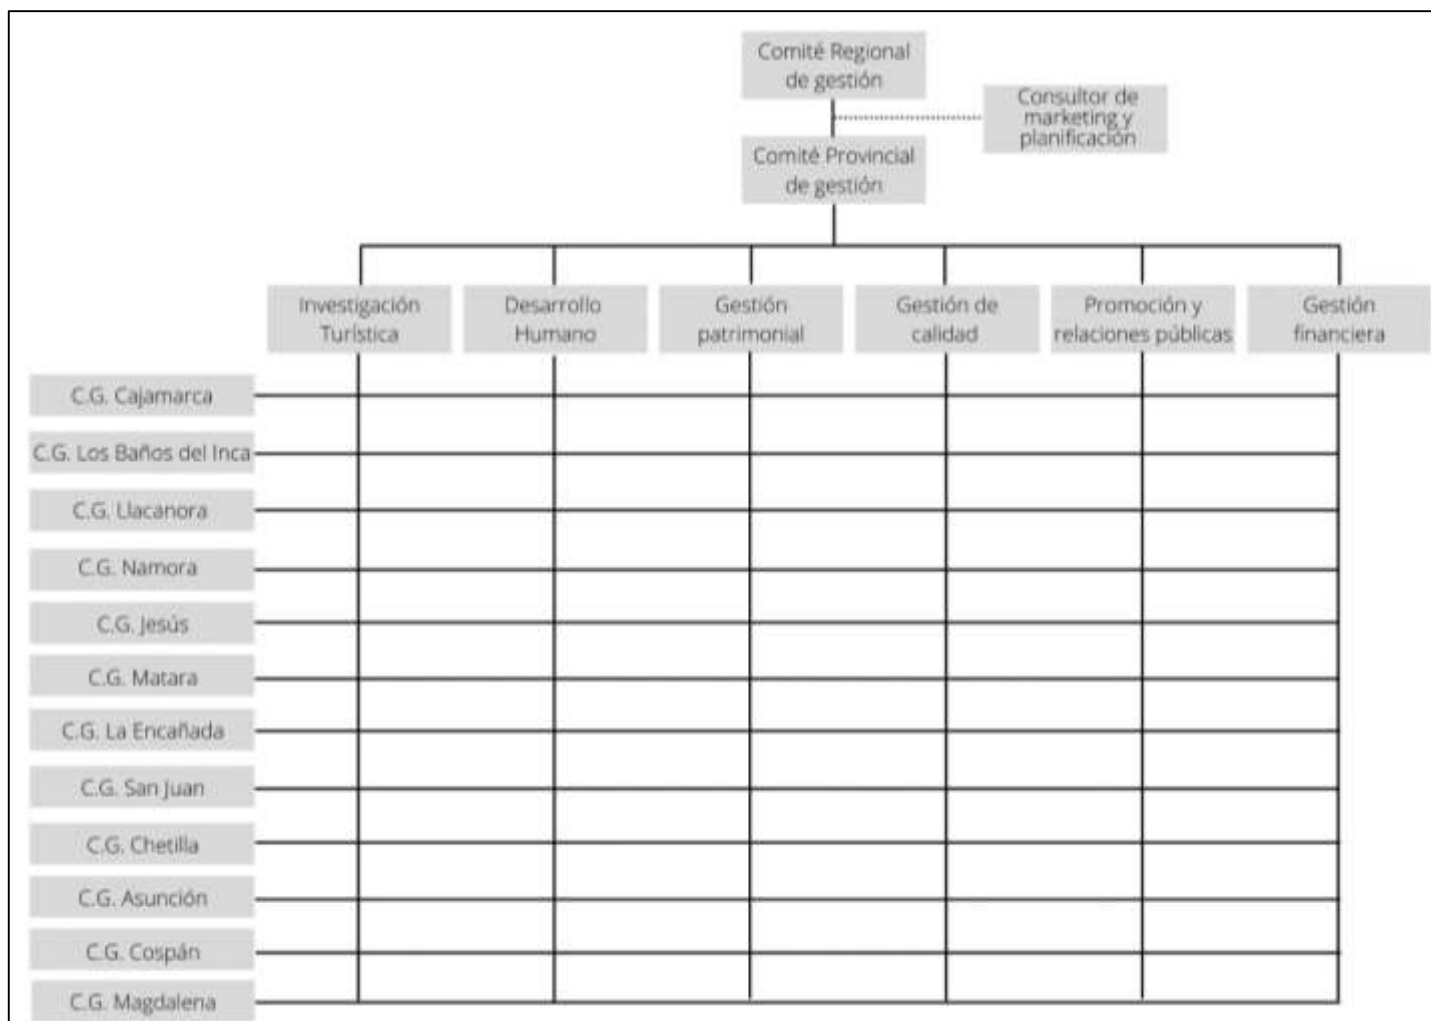 Comité Regional
de gestión
Consultor de
marketing y
planificación
Comité Provincial
de gestión
Investigación
Turística
Desarrollo
Humano
Gestión
patrimonial
Gestión de
calidad
Promoción y
relaciones públicas
Gestión
financiera
C.G. Cajamarca
C.G. Los Baños del Inca
C.G. Llacanora
C.G. Namora
C.G. Jesús
C.G. Matara
C.G. La Encañada
C.G. San Juan
C.G. Chetilla
C.G. Asunción
C.G. Cospán
C.G. Magdalena